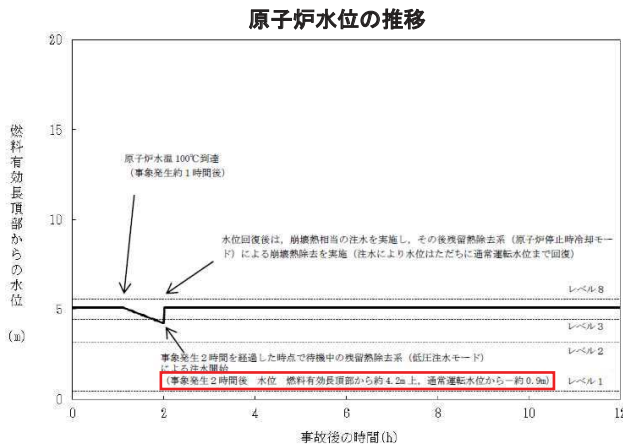 原子炉水位の推移
燃料有効長頂部からの水位
(m)
20
15
10
5
0
原子炉水温100℃到達
(事象発生約1時間後)
水位回復後は，崩壊熱相当の注水を実施し，その後残留熱除去系（原子炉停止時冷却モー
ド）による崩壊熱除去を実施（注水により水位はただちに通常運転水位まで回復）
レベル8
レベル3
レベル2
レベル1
事象発生2時間を経過した時点で待機中の残留熱除去系（低圧注水モード）
による注水開始
(事象発生2時間後 水位 燃料有効長頂部から約4.2m上，通常運転水位から－約0.9m)
0
2
4
6
8
10
12
事故後の時間(h)